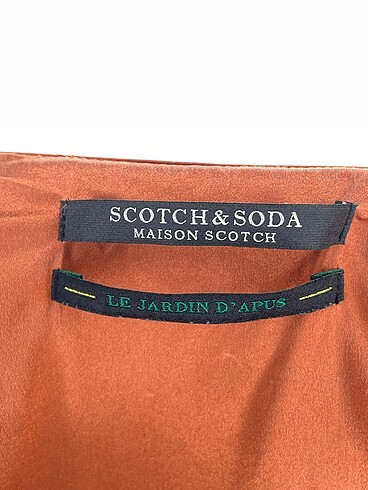 SCOTCH & SODA
MAISON SCOTCH
LE JARDIN D'APUS